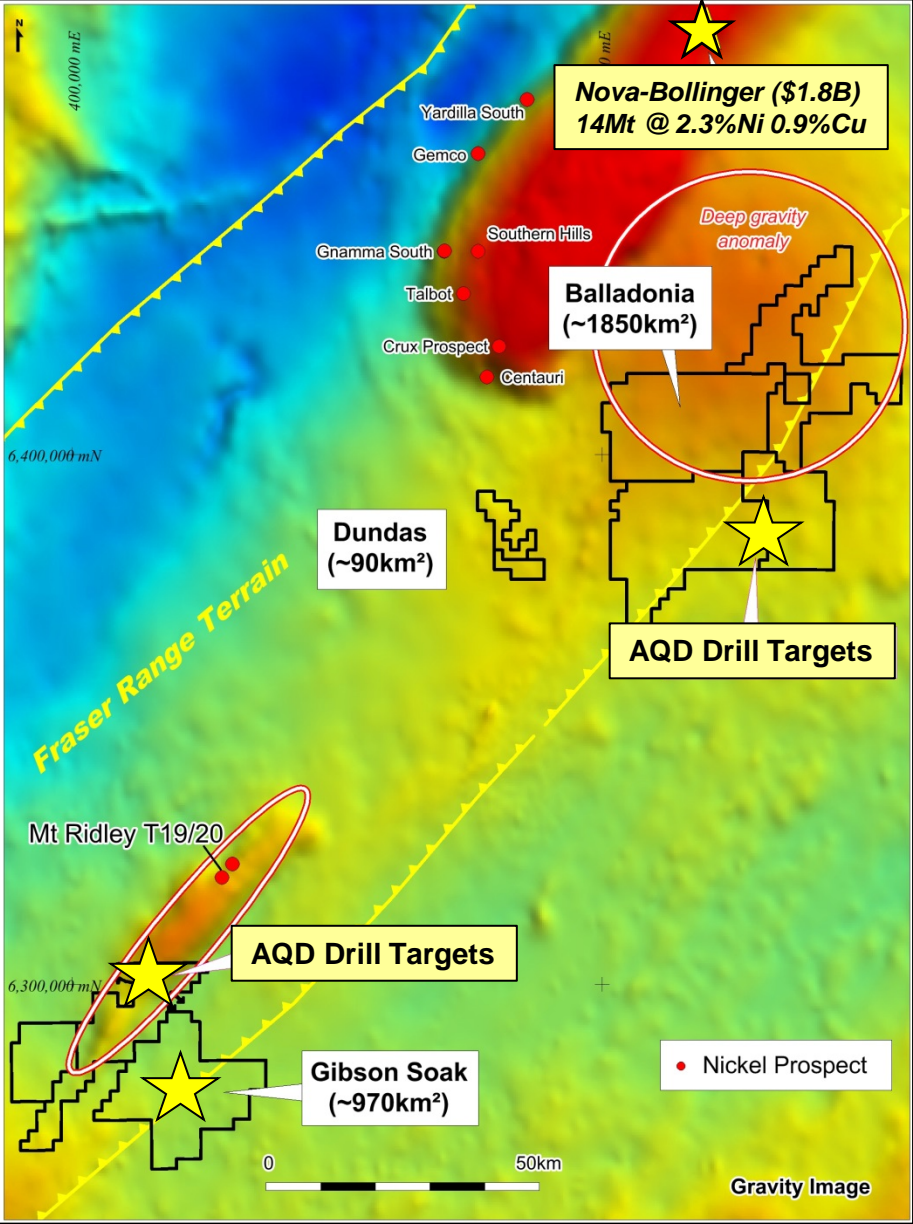 N
400,000 mE
0 mE
Nova-Bollinger ($1.8B)
14Mt @ 2.3%Ni 0.9%Cu
Yardilla South
Gemco
Deep gravity
anomaly
Southern Hills
Gnamma South
Balladonia
(~1850km²)
Talbot
Crux Prospect
Centauri
6,400,000 mN
Dundas
(~90km²)
AQD Drill Targets
Fraser Range Terrain
Mt Ridley T19/20
AQD Drill Targets
6,300,000 mN
Gibson Soak
(~970km²)
Nickel Prospect
0 50km
Gravity Image